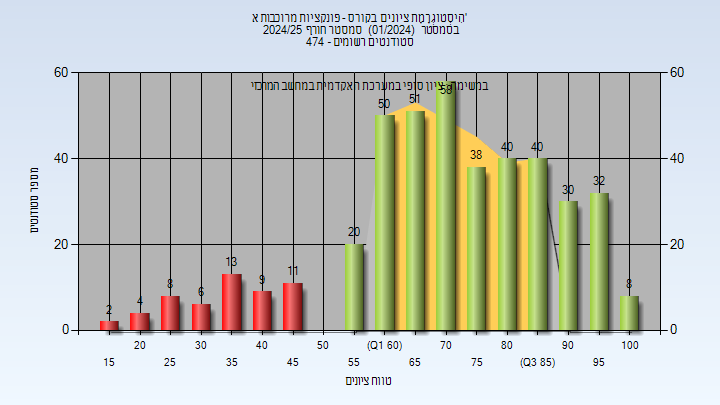 היסטוגרמת ציונים בקורס - פונקציות מרוכבות א'
בסמסטר (01/2024) סמסטר חורף 2024/25
סטודנטים רשומים - 474
במשימת: ציון סופי במערכת האקדמית במחשב המרכזי
מספר סטודנטים
60 60
40 40
20 20
0 0
2 4 8 6 13 9 11 20 50 51 58 38 40 40 30 32 8
20 30 40 50 (Q1 60) 70 80 90 100
15 25 35 45 55 65 75 (Q3 85) 95
טווח ציונים